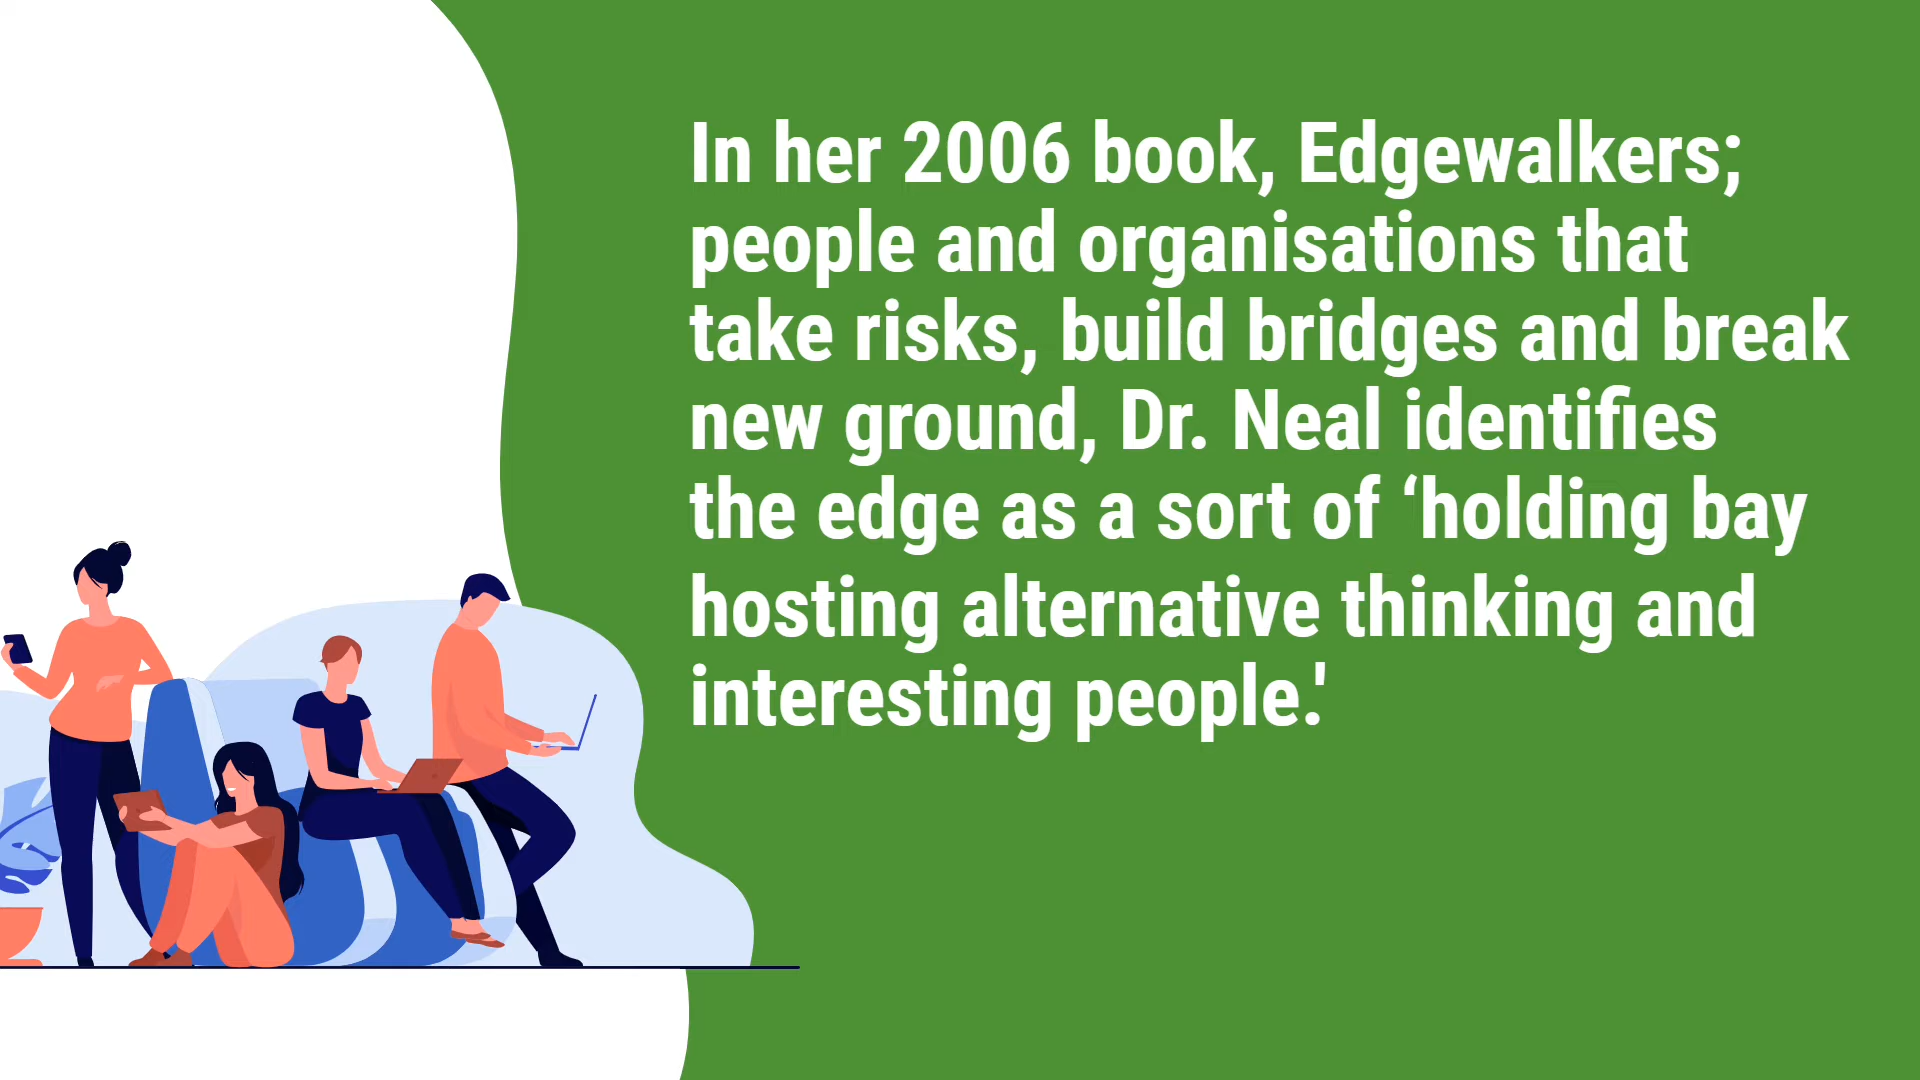 In her 2006 book, Edgewalkers;
people and organisations that
take risks, build bridges and break
new ground, Dr. Neal identifies
the edge as a sort of ‘holding bay
hosting alternative thinking and
interesting people.'